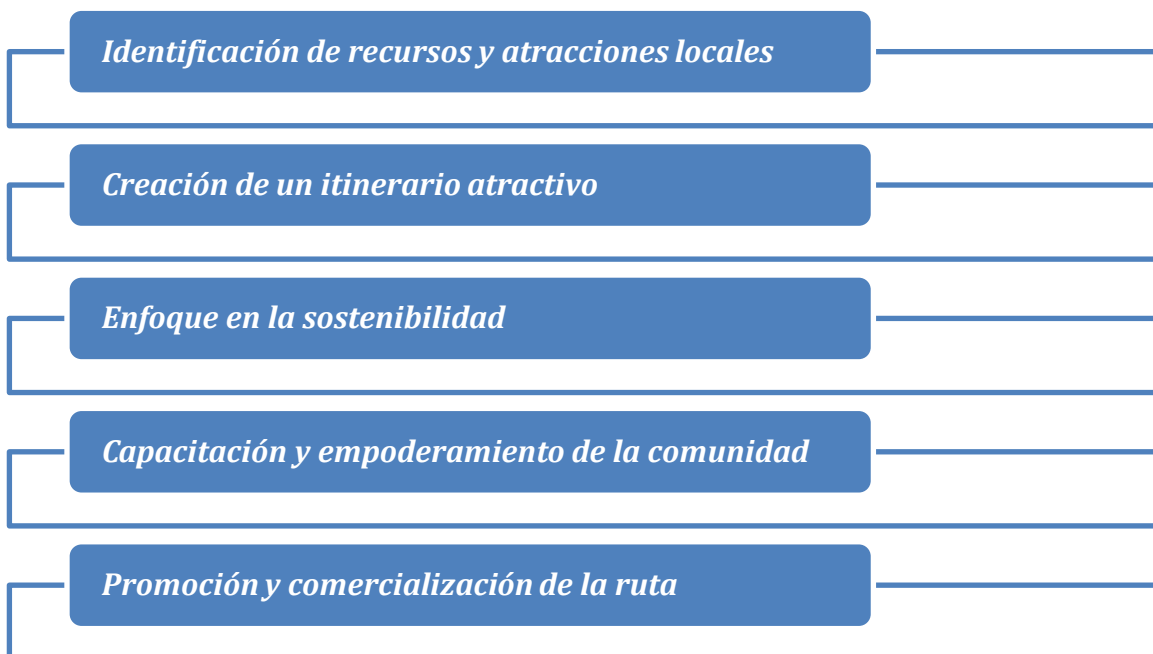 Identificación de recursos y atracciones locales
Creación de un itinerario atractivo
Enfoque en la sostenibilidad
Capacitación y empoderamiento de la comunidad
Promoción y comercialización de la ruta